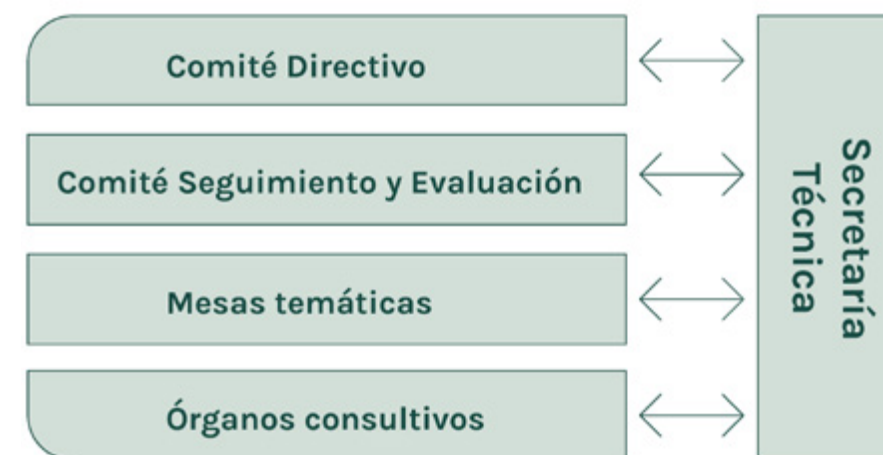 Comité Directivo
Comité Seguimiento y Evaluación
Mesas temáticas
Órganos consultivos
Secretaría
Técnica